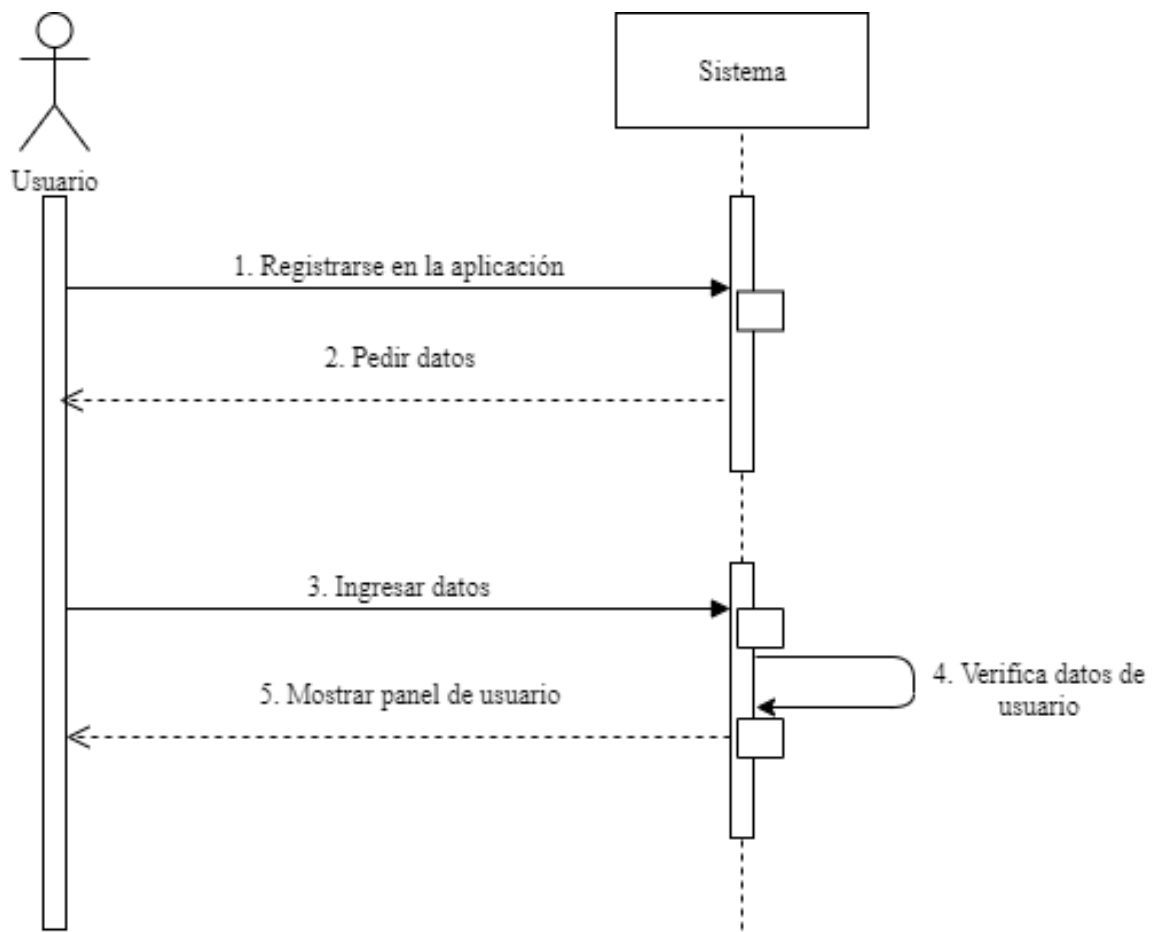 Sistema
Usuario
1. Registrarse en la aplicación
2. Pedir datos
3. Ingresar datos
4. Verifica datos de
usuario
5. Mostrar panel de usuario